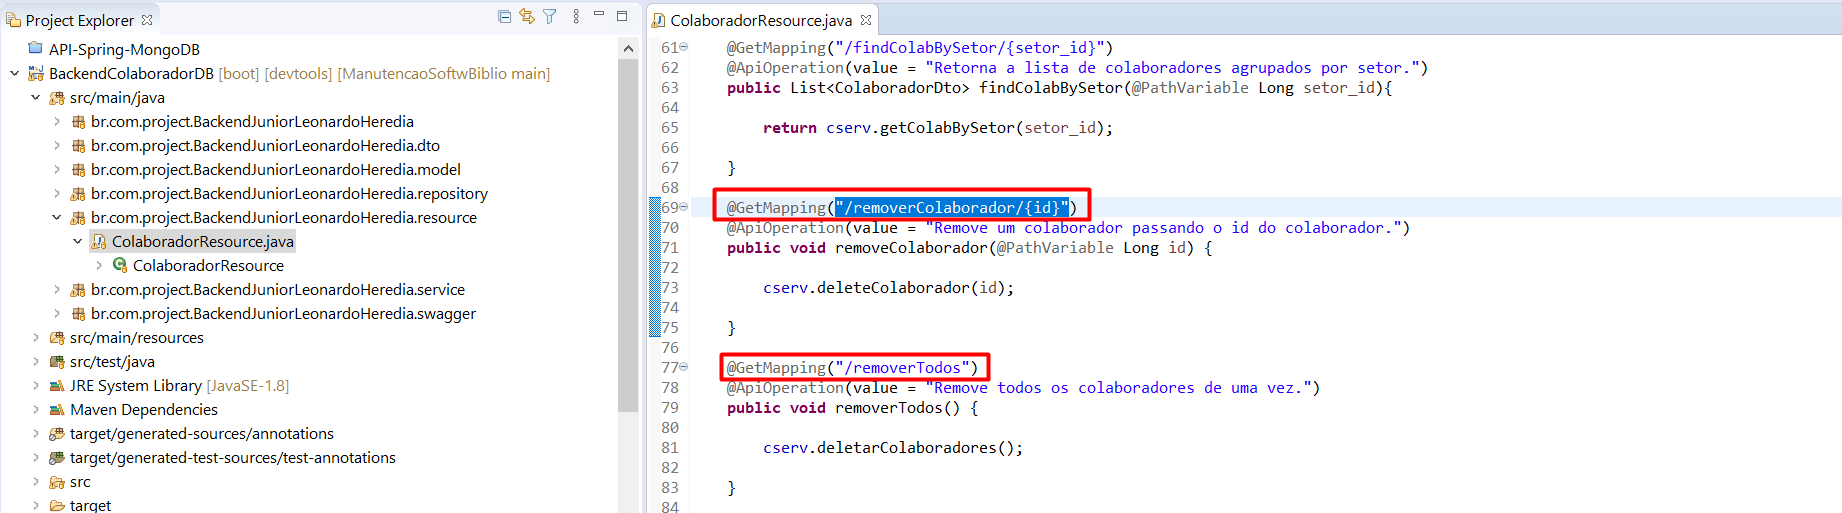 Project Explorer
API-Spring-MongoDB
BackendColaboradorDB [boot] [devtools] [ManutencaoSoftwBiblio main]
src/main/java
br.com.project.BackendJuniorLeonardoHeredia
br.com.project.BackendJuniorLeonardoHeredia.dto
br.com.project.BackendJuniorLeonardoHeredia.model
br.com.project.BackendJuniorLeonardoHeredia.repository
br.com.project.BackendJuniorLeonardoHeredia.resource
ColaboradorResource.java
ColaboradorResource
br.com.project.BackendJuniorLeonardoHeredia.service
br.com.project.BackendJuniorLeonardoHeredia.swagger
src/main/resources
src/test/java
JRE System Library [JavaSE-1.8]
Maven Dependencies
target/generated-sources/annotations
target/generated-test-sources/test-annotations
src
target
ColaboradorResource.java
61 @GetMapping("/findColabBySetor/{setor_id}")
62 @ApiOperation(value = "Retorna a lista de colaboradores agrupados por setor.")
63 public List<ColaboradorDto> findColabBySetor(@PathVariable Long setor_id){
64
65 return cserv.getColabBySetor(setor_id);
66
67 }
68
69 @GetMapping("/removerColaborador/{id}")
70 @ApiOperation(value = "Remove um colaborador passando o id do colaborador.")
71 public void removeColaborador(@PathVariable Long id) {
72
73 cserv.deleteColaborador(id);
74
75 }
76
77 @GetMapping("/removerTodos")
78 @ApiOperation(value = "Remove todos os colaboradores de uma vez.")
79 public void removerTodos() {
80
81 cserv.deletarColaboradores();
82
83 }
84